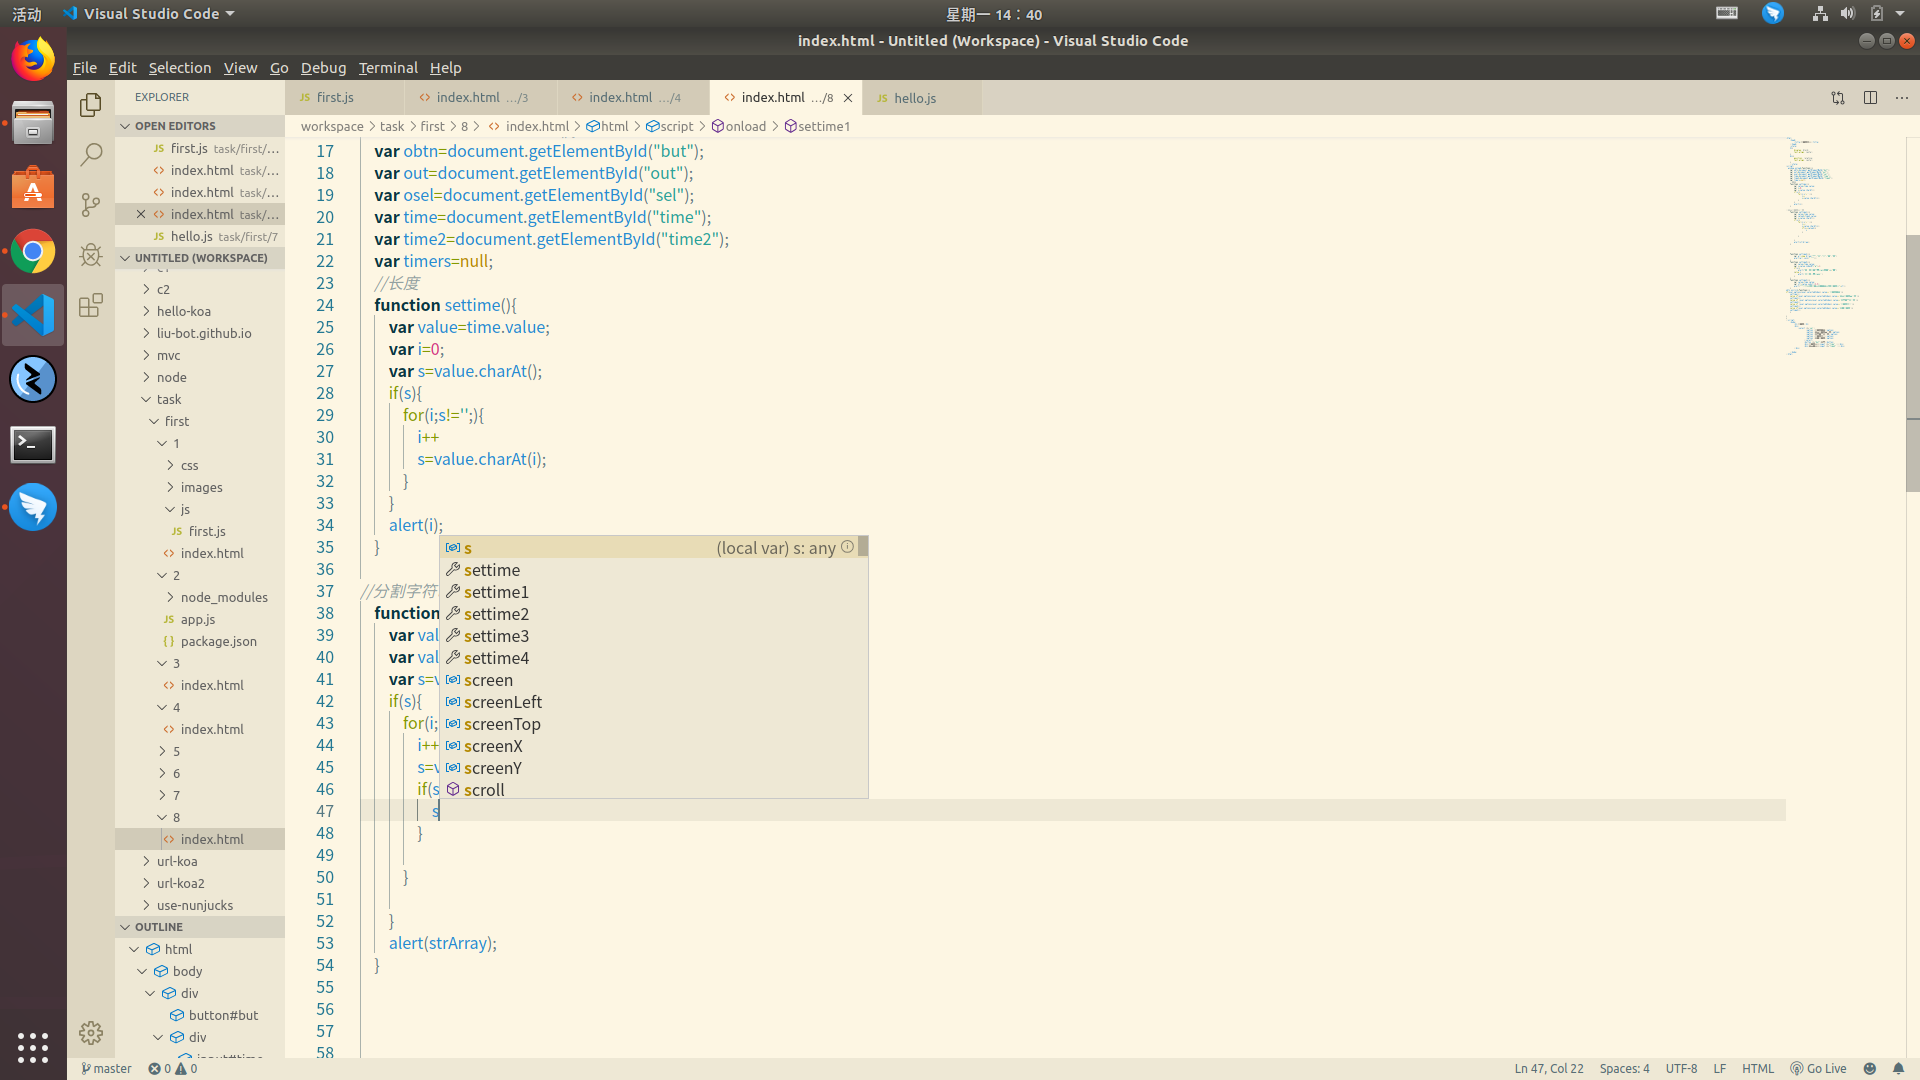 活动
Visual Studio Code
星期一 14：40
index.html - Untitled (Workspace) - Visual Studio Code
File Edit Selection View Go Debug Terminal Help
EXPLORER
OPEN EDITORS
JS first.js task/first/...
<> index.html task/...
<> index.html task/...
<> index.html task/...
JS hello.js task/first/7
UNTITLED (WORKSPACE)
c1
c2
hello-koa
liu-bot.github.io
mvc
node
task
first
1
css
images
js
JS first.js
<> index.html
2
node_modules
JS app.js
{} package.json
3
<> index.html
4
<> index.html
5
6
7
8
<> index.html
url-koa
url-koa2
use-nunjucks
OUTLINE
html
body
div
button#but
div
input#time
JS first.js
<> index.html .../3
<> index.html .../4
<> index.html .../8
JS hello.js
workspace > task > first > 8 > <> index.html > html > script > onload > settime1
17 var obtn=document.getElementById("but");
18 var out=document.getElementById("out");
19 var osel=document.getElementById("sel");
20 var time=document.getElementById("time");
21 var time2=document.getElementById("time2");
22 var timers=null;
23 //长度
24 function settime(){
25 var value=time.value;
26 var i=0;
27 var s=value.charAt();
28 if(s){
29 for(i;s!='';){
30 i++
31 s=value.charAt(i);
32 }
33 }
34 alert(i);
35 }
36
37 //分割字符
38 function
39 var val
40 var val
41 var s=v
42 if(s){
43 for(i;
44 i++
45 s=v
46 if(s
47 s
48 }
49
50 }
51
52 }
53 alert(strArray);
54 }
55
56
57
58
s (local var) s: any
settime
settime1
settime2
settime3
settime4
screen
screenLeft
screenTop
screenX
screenY
scroll
master 0 0
Ln 47, Col 22 Spaces: 4 UTF-8 LF HTML Go Live